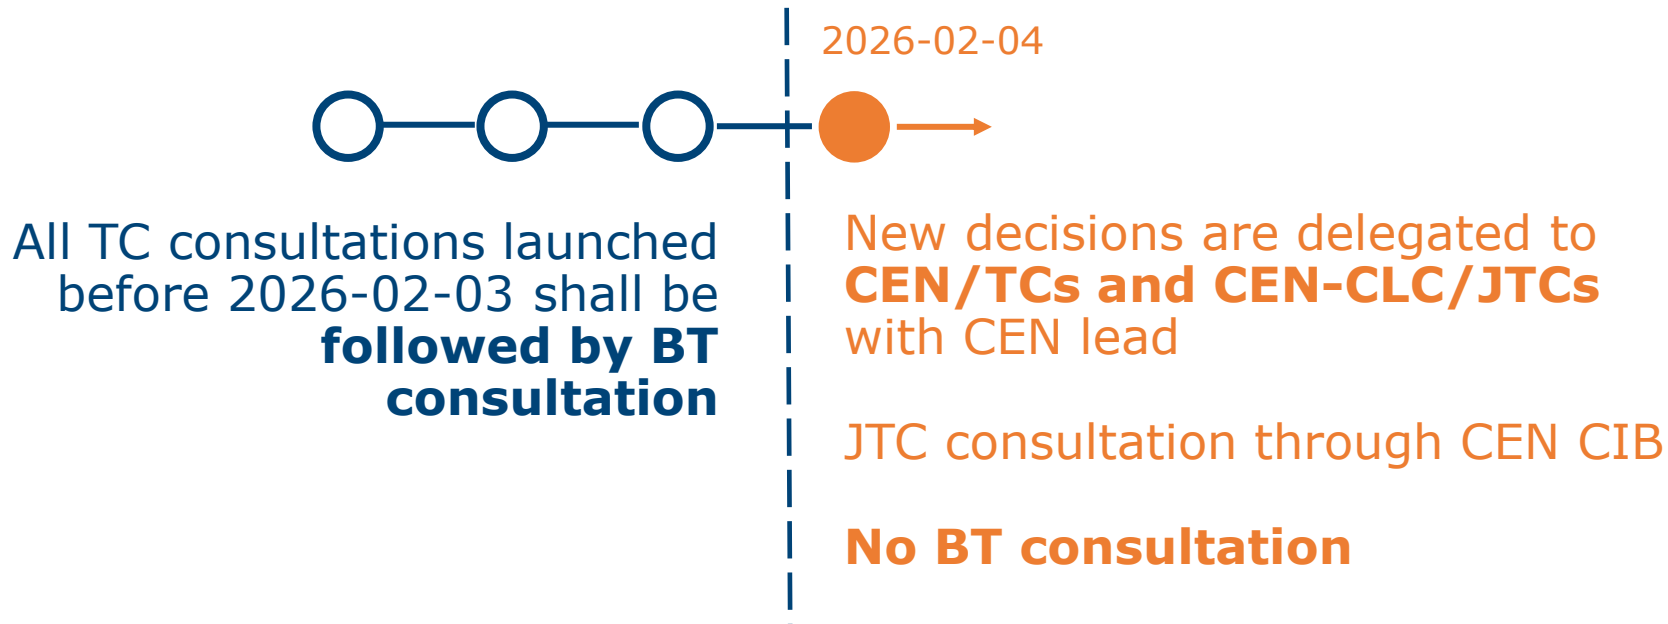 2026-02-04
All TC consultations launched
before 2026-02-03 shall be
followed by BT
consultation
New decisions are delegated to
CEN/TCs and CEN-CLC/JTCs
with CEN lead
JTC consultation through CEN CIB
No BT consultation